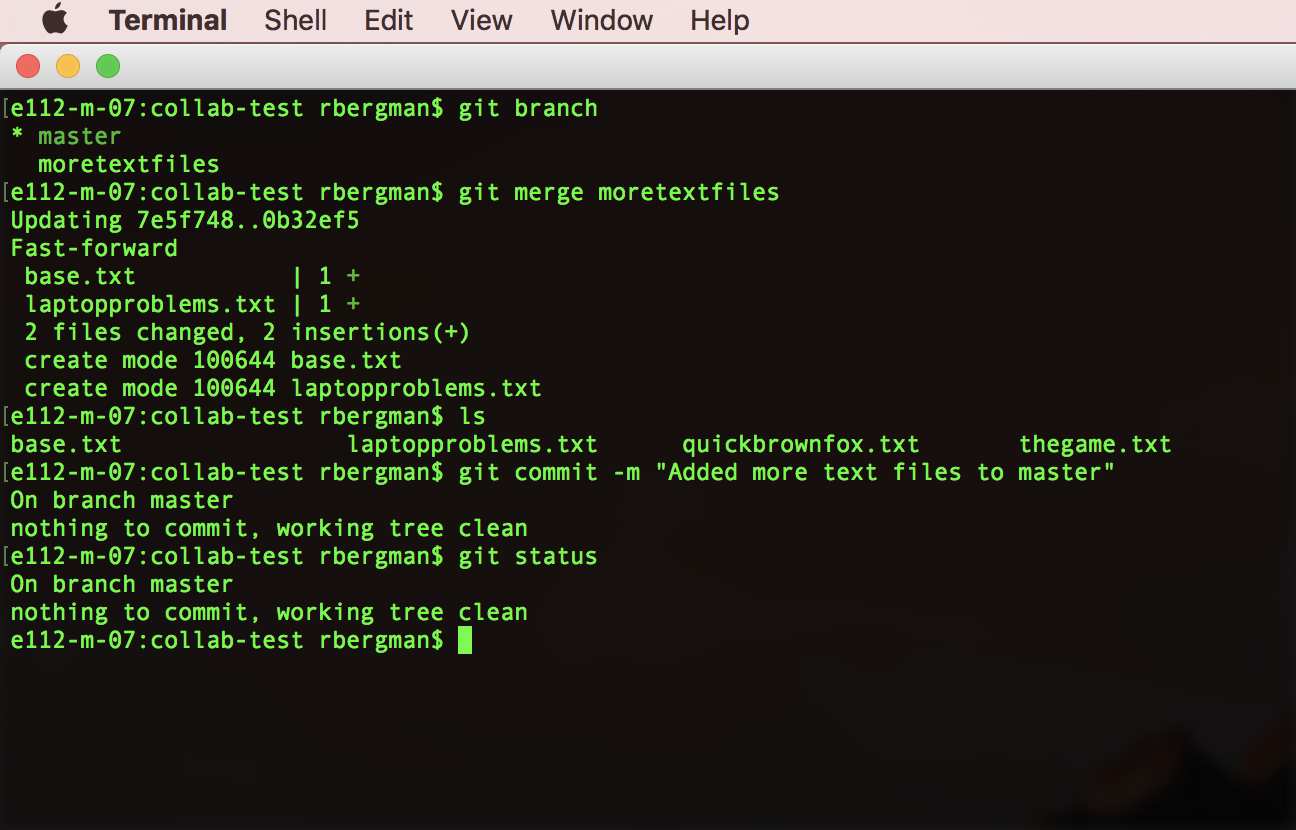 Terminal Shell Edit View Window Help
[e112-m-07:collab-test rbergman$ git branch
* master
  moretextfiles
[e112-m-07:collab-test rbergman$ git merge moretextfiles
Updating 7e5f748..0b32ef5
Fast-forward
 base.txt           | 1 +
 laptopproblems.txt | 1 +
 2 files changed, 2 insertions(+)
 create mode 100644 base.txt
 create mode 100644 laptopproblems.txt
[e112-m-07:collab-test rbergman$ ls
base.txt                laptopproblems.txt      quickbrownfox.txt       thegame.txt
[e112-m-07:collab-test rbergman$ git commit -m "Added more text files to master"
On branch master
nothing to commit, working tree clean
[e112-m-07:collab-test rbergman$ git status
On branch master
nothing to commit, working tree clean
e112-m-07:collab-test rbergman$